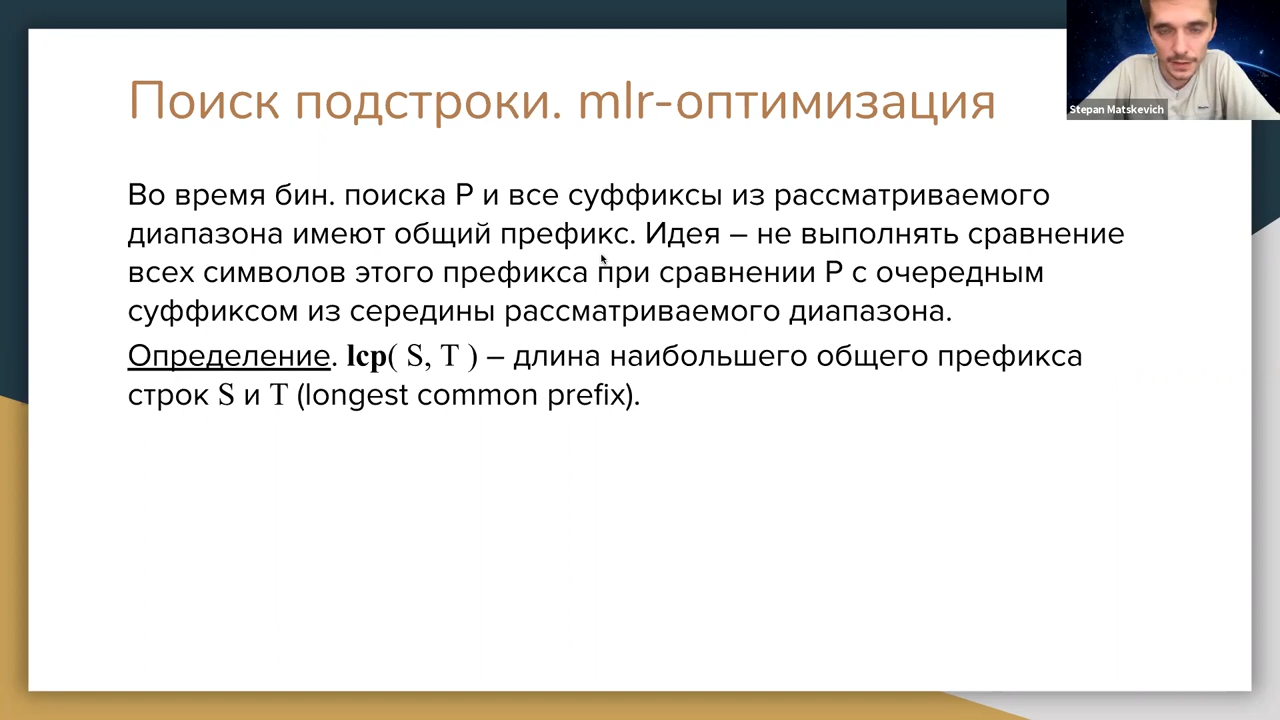 Поиск подстроки. mlr-оптимизация
Stepan Matskevich
Во время бин. поиска P и все суффиксы из рассматриваемого
диапазона имеют общий префикс. Идея – не выполнять сравнение
всех символов этого префикса при сравнении P с очередным
суффиксом из середины рассматриваемого диапазона.
Определение. lcp( S, T ) – длина наибольшего общего префикса
строк S и T (longest common prefix).